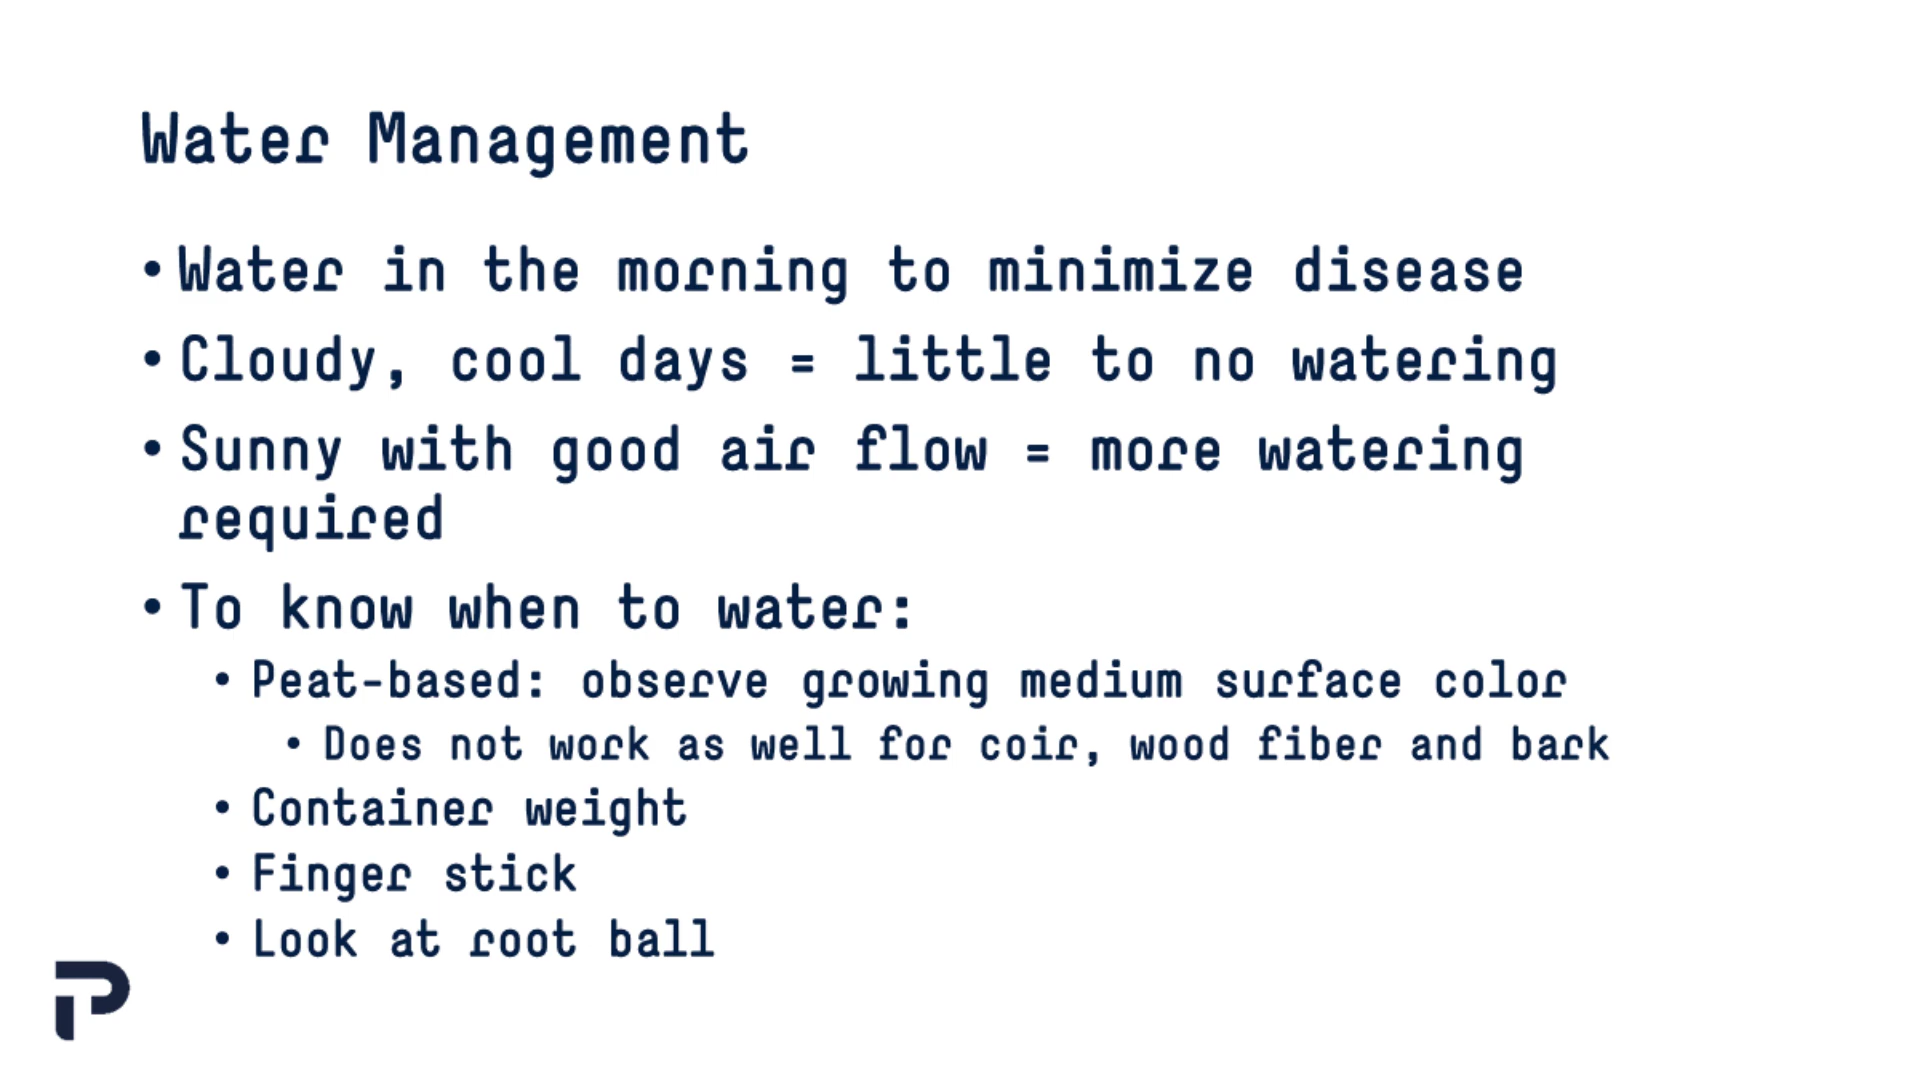 Water Management
• Water in the morning to minimize disease
• Cloudy, cool days = little to no watering
• Sunny with good air flow = more watering
required
• To know when to water:
• Peat-based: observe growing medium surface color
• Does not work as well for coir, wood fiber and bark
• Container weight
• Finger stick
• Look at root ball
P